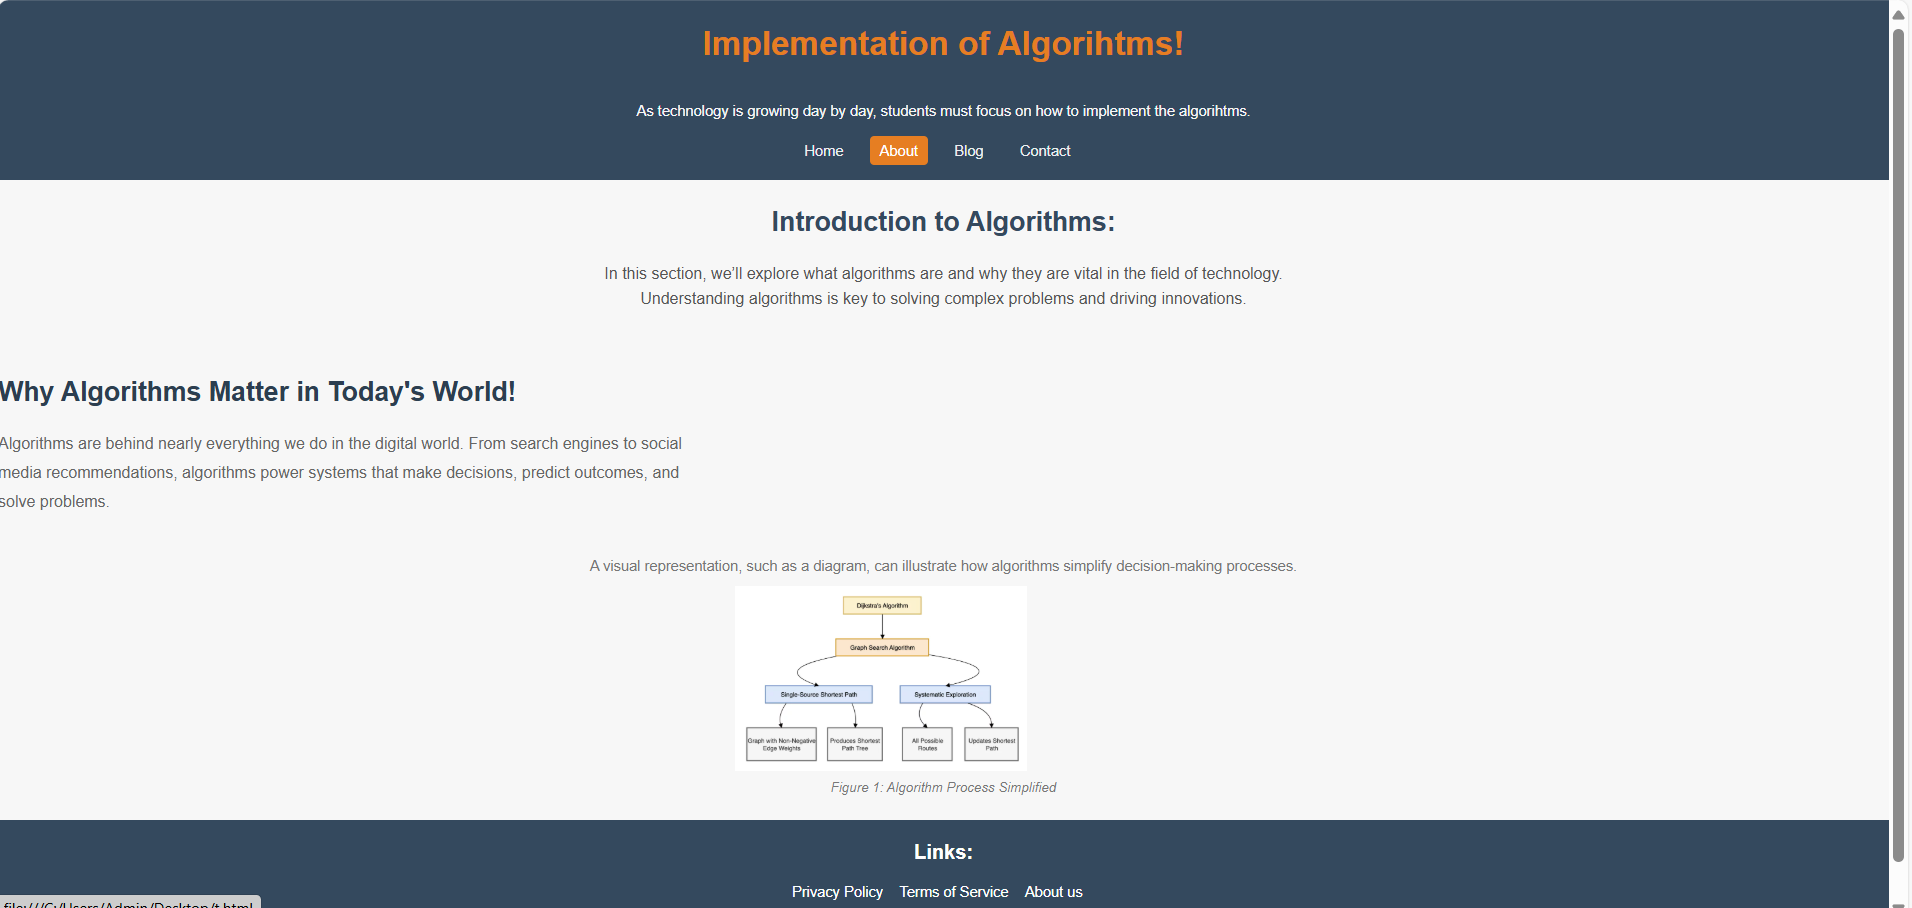 Implementation of Algorihtms!
As technology is growing day by day, students must focus on how to implement the algorihtms.
Home About Blog Contact
Introduction to Algorithms:
In this section, we’ll explore what algorithms are and why they are vital in the field of technology.
Understanding algorithms is key to solving complex problems and driving innovations.
Why Algorithms Matter in Today's World!
Algorithms are behind nearly everything we do in the digital world. From search engines to social
media recommendations, algorithms power systems that make decisions, predict outcomes, and
solve problems.
A visual representation, such as a diagram, can illustrate how algorithms simplify decision-making processes.
Dijkstra's Algorithm
Graph Search Algorithm
Single-Source Shortest Path
Systematic Exploration
Graph with Non-Negative
Edge Weights
Produces Shortest
Path Tree
All Possible
Routes
Updates Shortest
Path
Figure 1: Algorithm Process Simplified
Links:
Privacy Policy Terms of Service About us
file:///C:/Users/Admin/Desktop/t.html